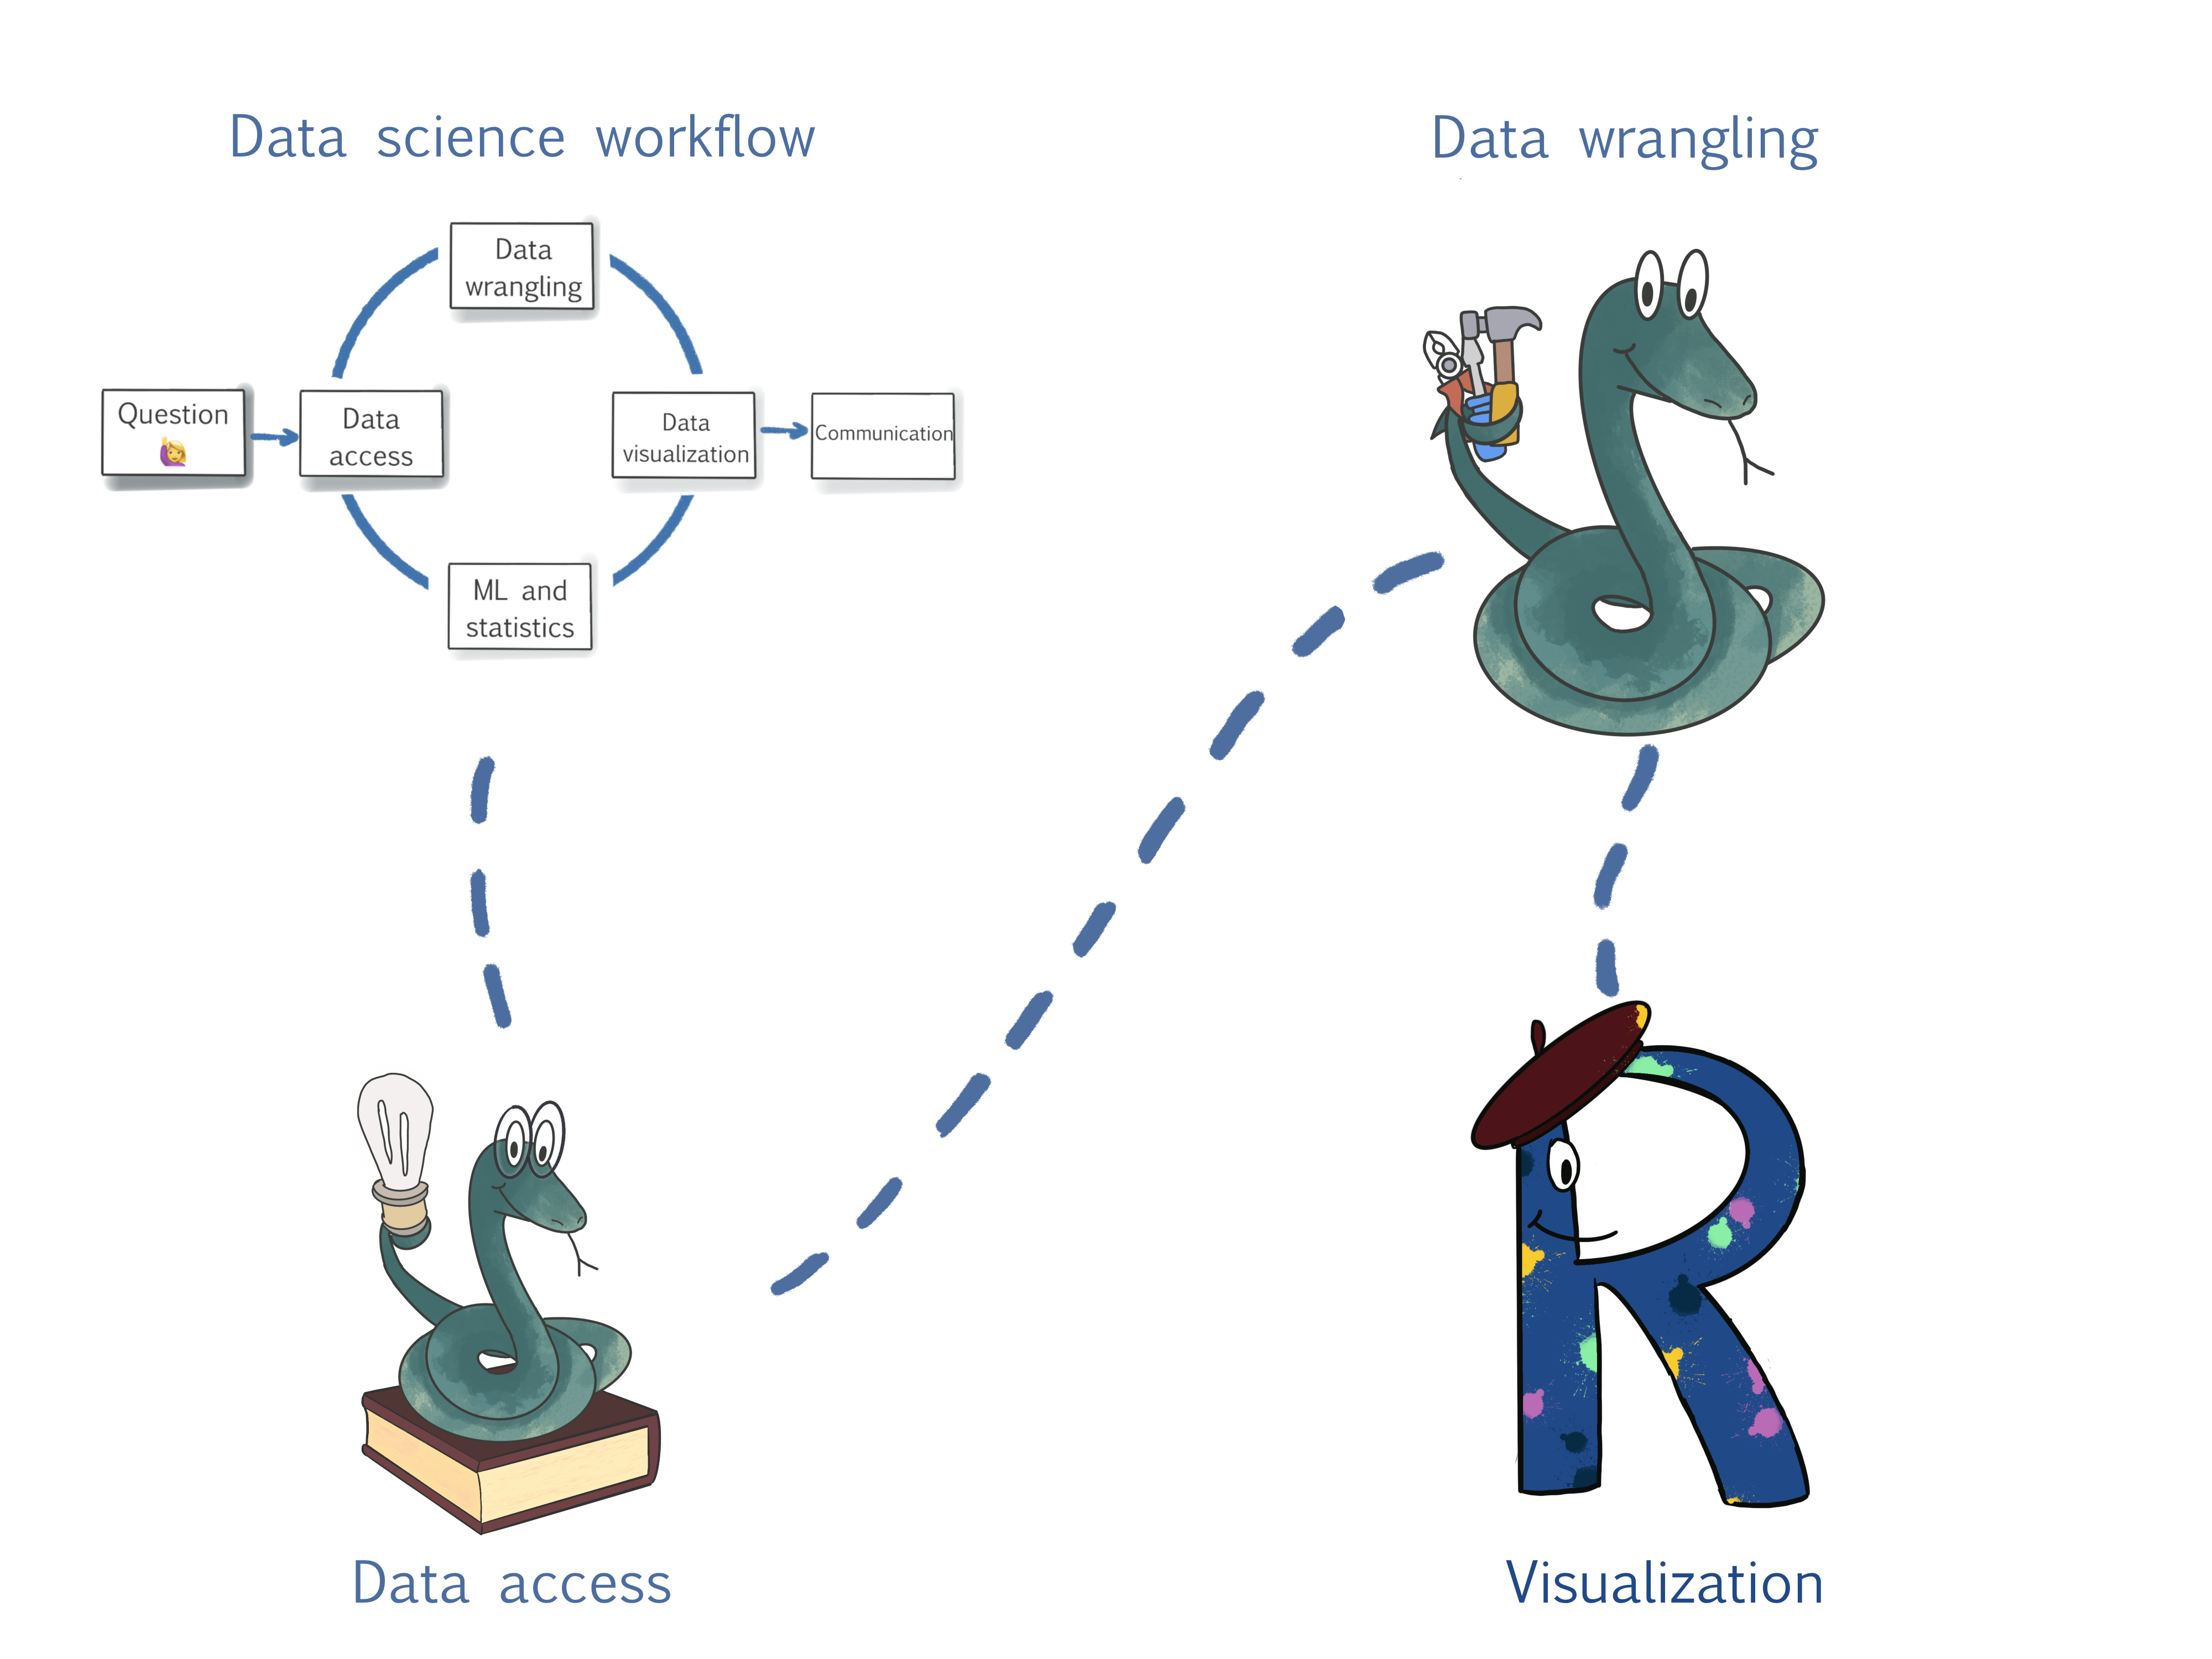 Data science workflow
Data wrangling
Data
wrangling
Question
Data
access
Data
visualization
Communication
ML and
statistics
Data access
Visualization